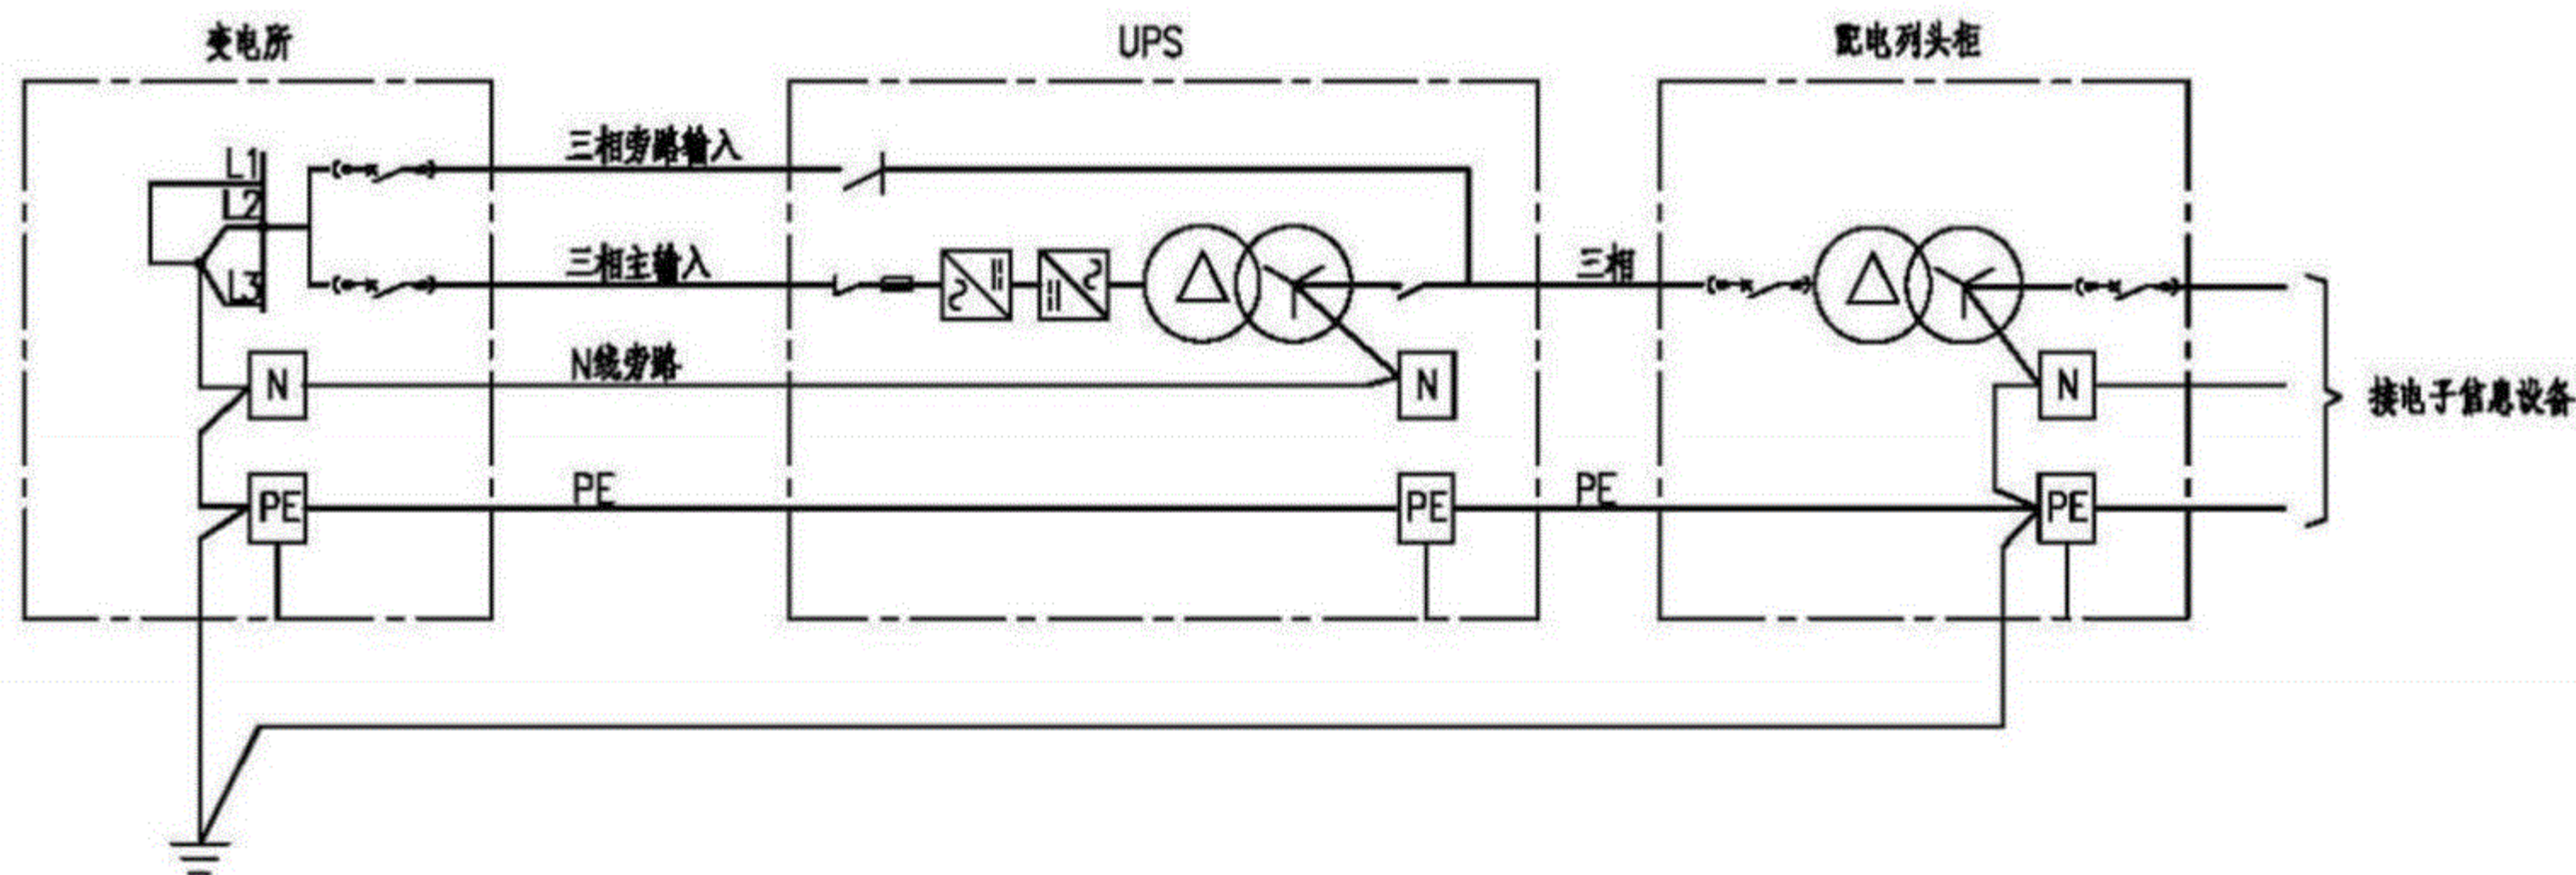 变电所
UPS
配电列头柜
L1
L2
L3
三相旁路输入
三相主输入
三相
N线旁路
N
N
N
接电子信息设备
PE
PE
PE
PE
PE